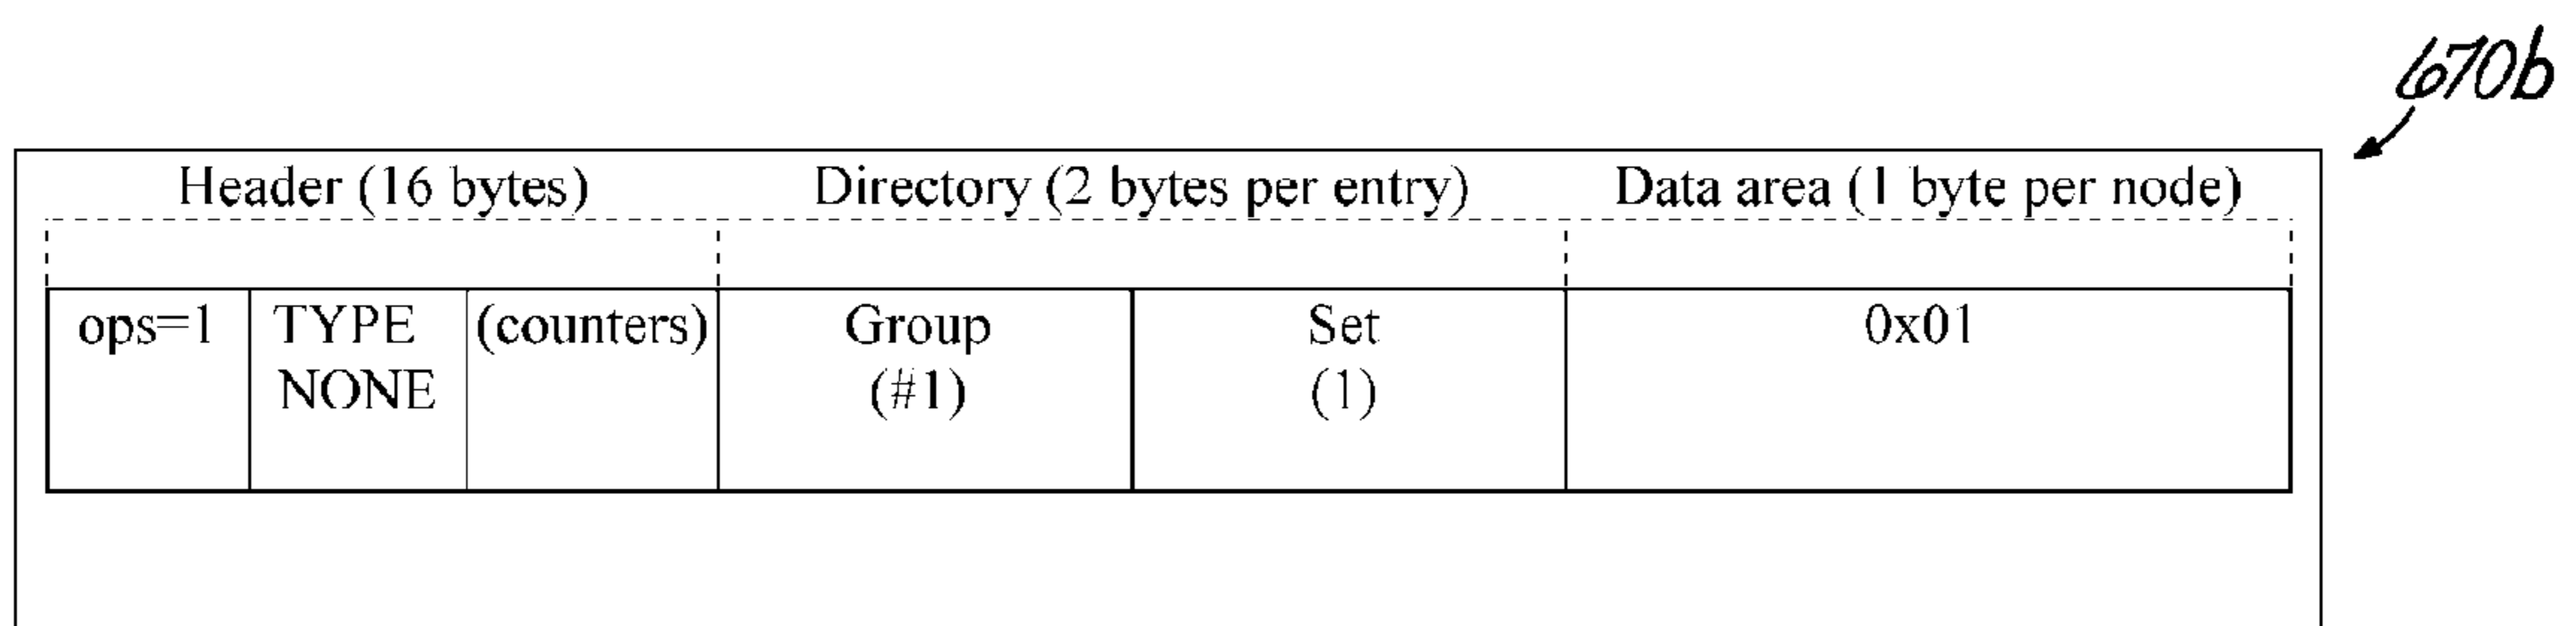 670b
Header (16 bytes) Directory (2 bytes per entry) Data area (1 byte per node)
ops=1 TYPE (counters) Group Set 0x01
NONE (#1) (1)